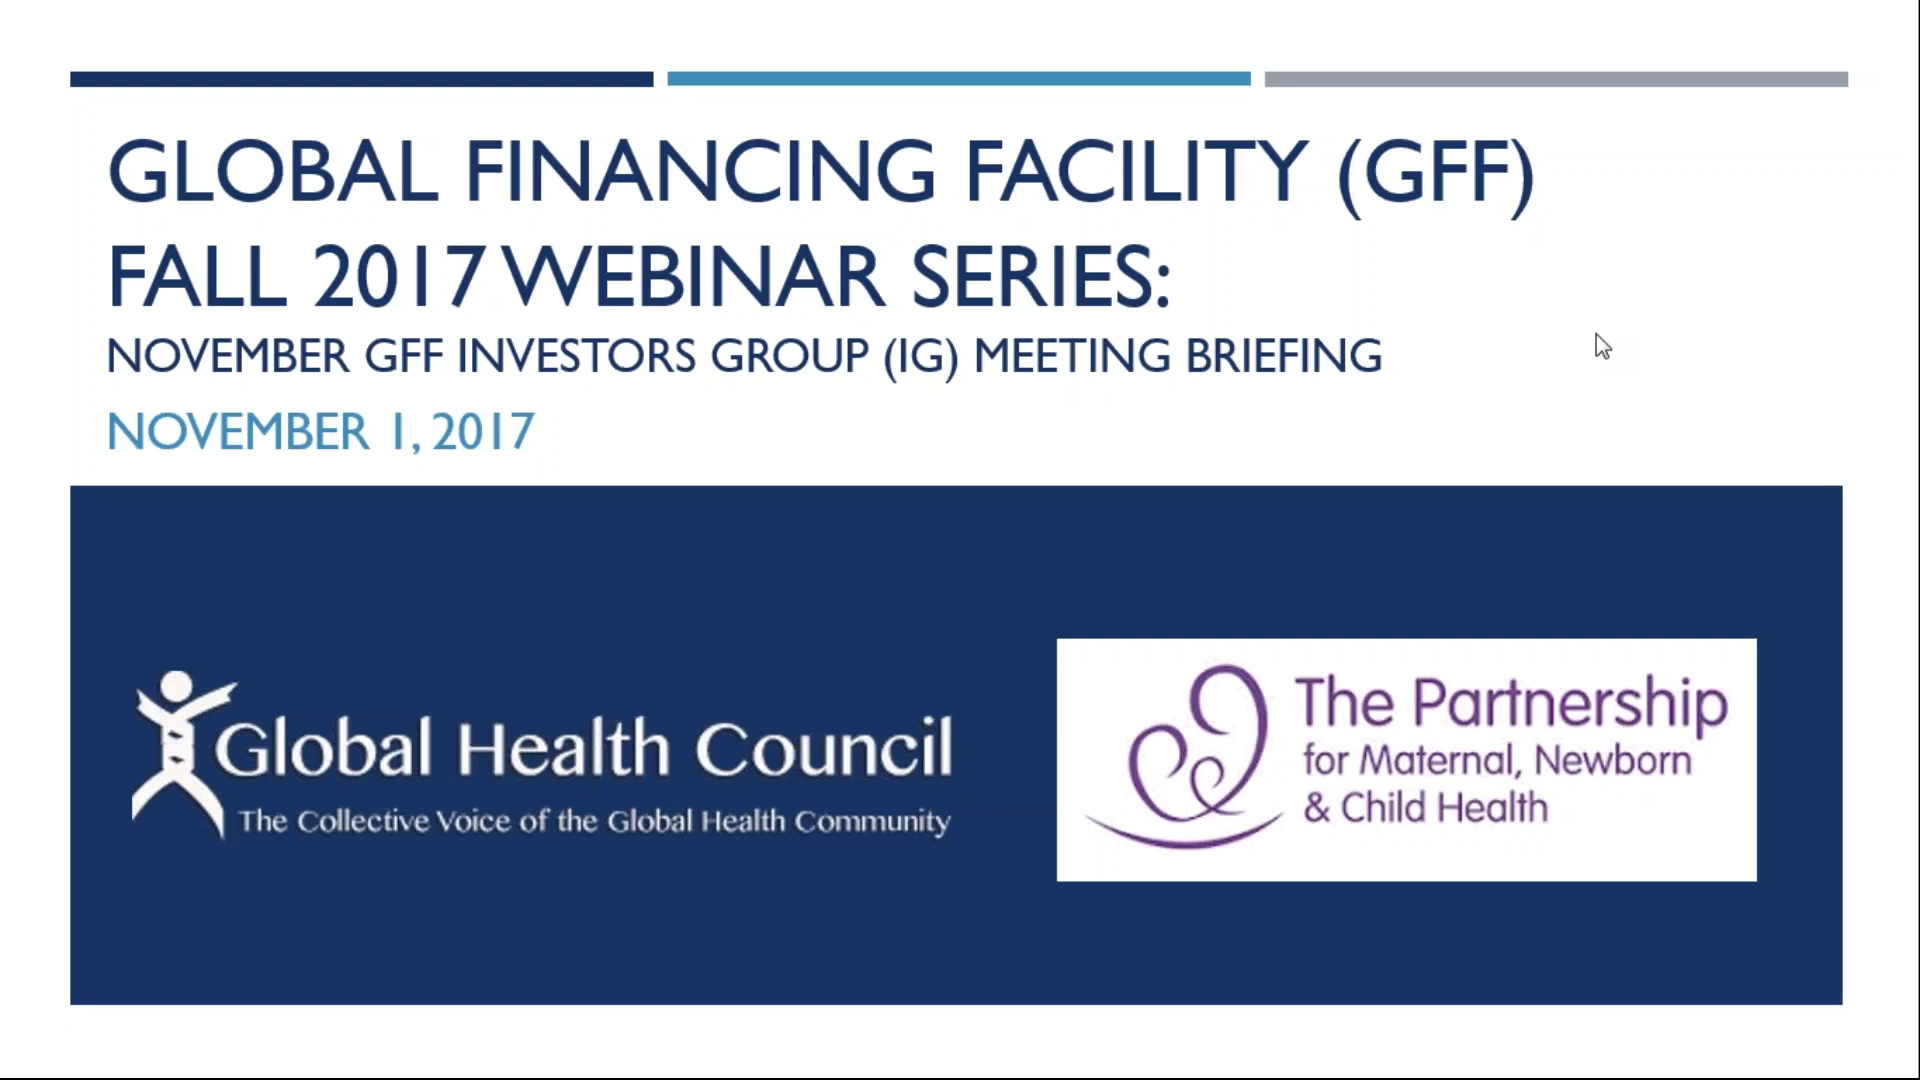 GLOBAL FINANCING FACILITY (GFF)
FALL 2017 WEBINAR SERIES:
NOVEMBER GFF INVESTORS GROUP (IG) MEETING BRIEFING
NOVEMBER 1, 2017
Global Health Council
The Collective Voice of the Global Health Community
The Partnership
for Maternal, Newborn
& Child Health